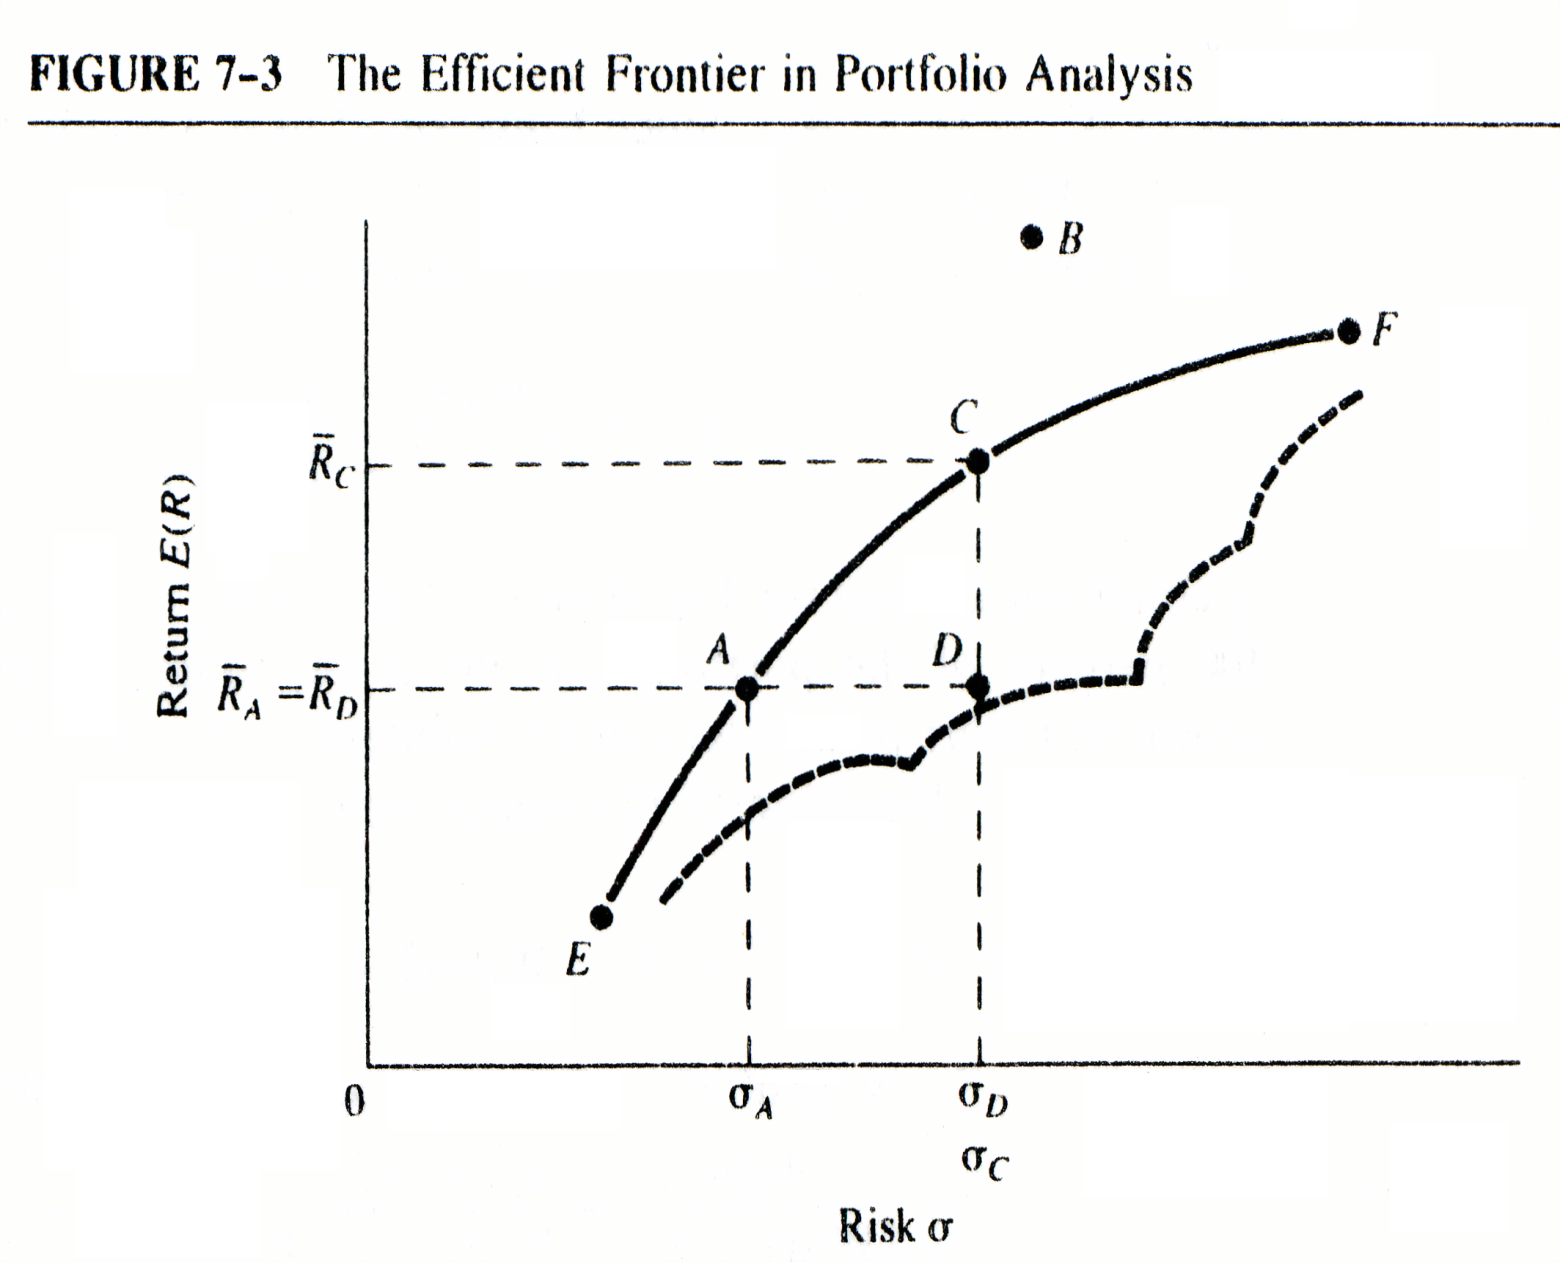 FIGURE 7-3 The Efficient Frontier in Portfolio Analysis
B
F
C
R̄C
Return E(R)
A
D
R̄A = R̄D
E
0
σA
σD
σC
Risk σ